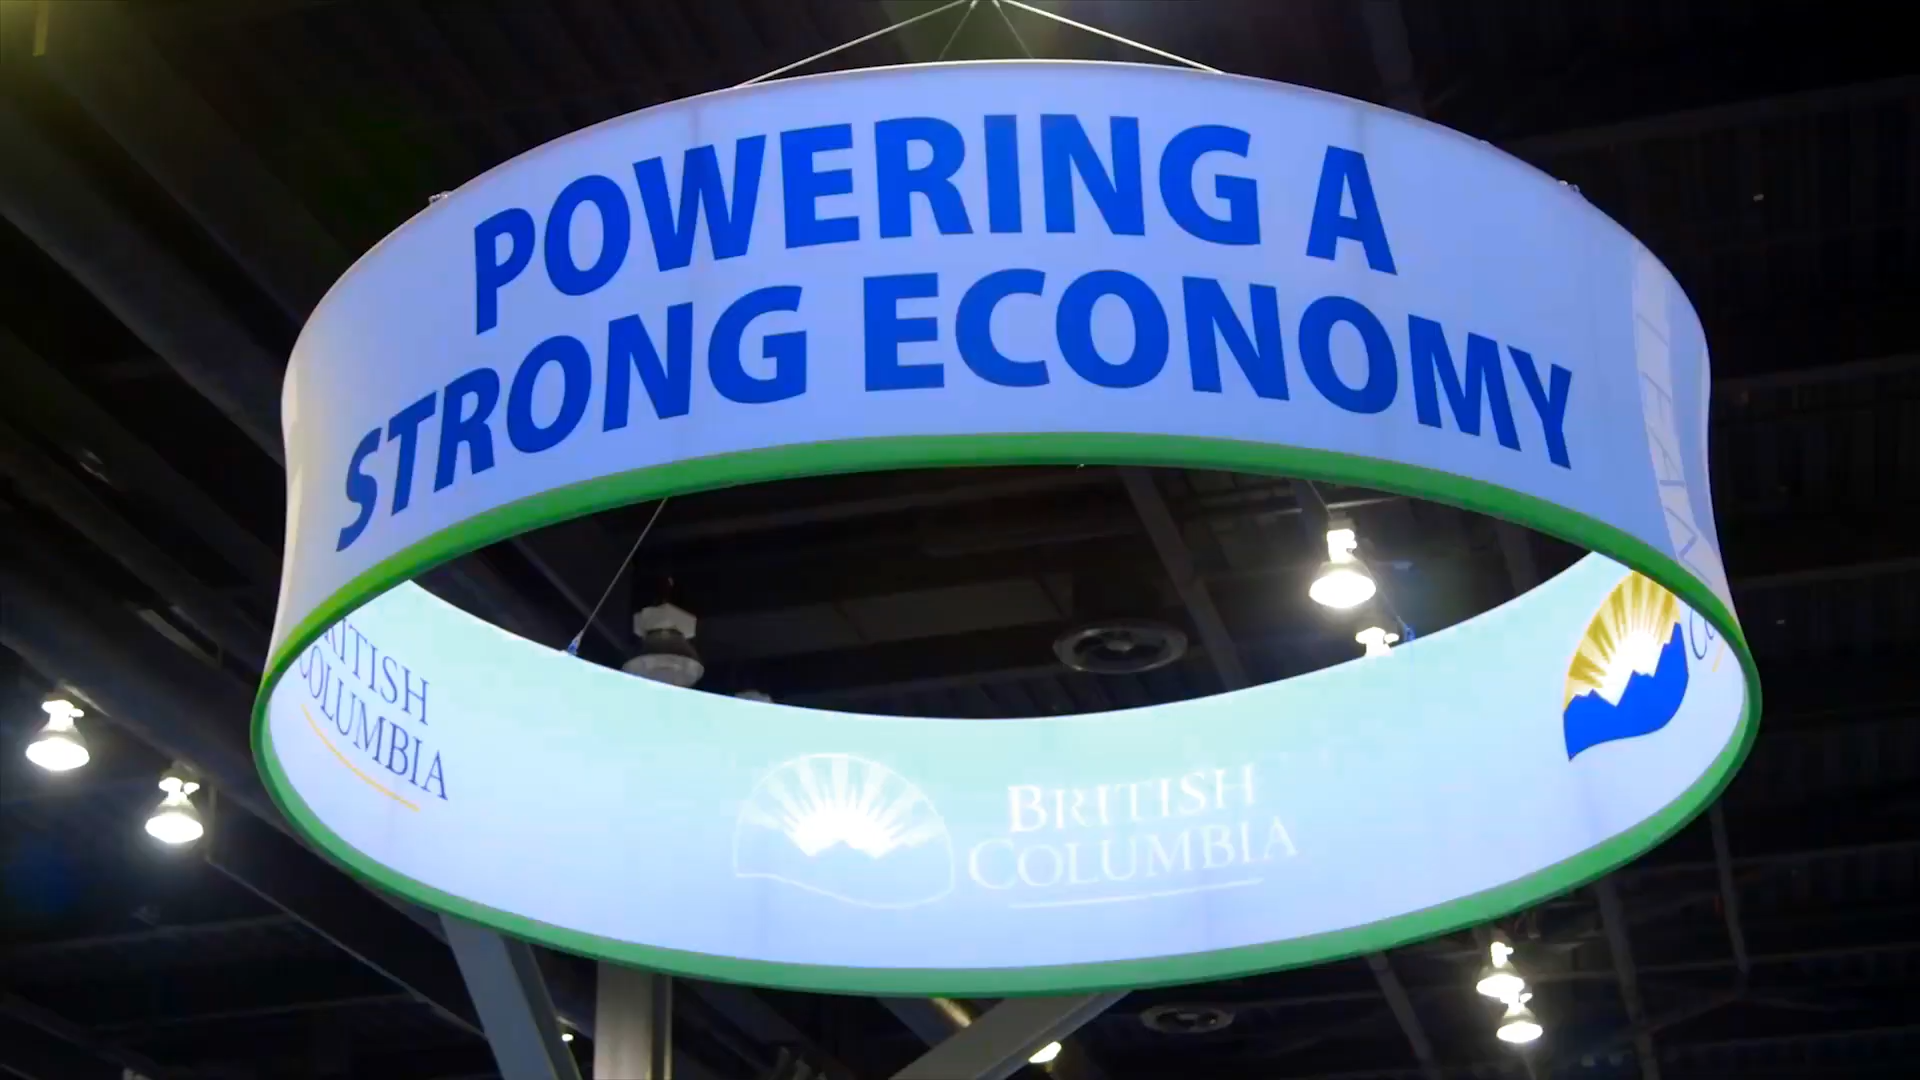 POWERING A
STRONG ECONOMY
BRITISH
COLUMBIA
BRITISH
COLUMBIA